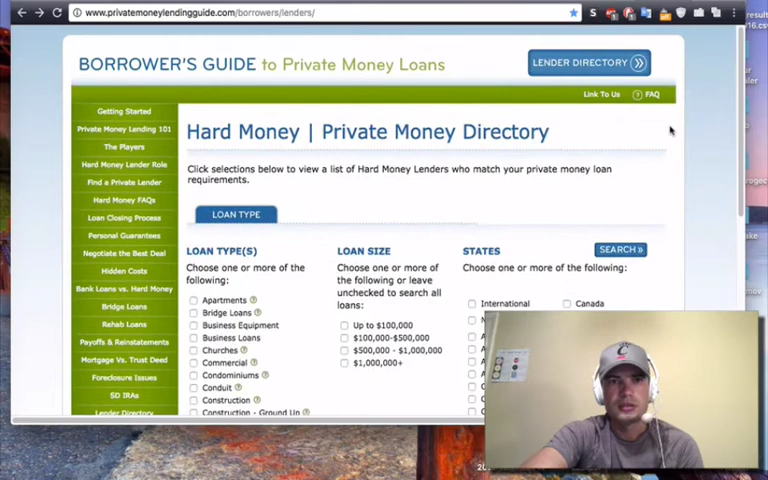 www.privatemoneylendingguide.com/borrowers/lenders/
BORROWER'S GUIDE to Private Money Loans
LENDER DIRECTORY
Link To Us
? FAQ
Getting Started
Private Money Lending 101
The Players
Hard Money Lender Role
Find a Private Lender
Hard Money FAQs
Loan Closing Process
Personal Guarantees
Negotiate the Best Deal
Hidden Costs
Bank Loans vs. Hard Money
Bridge Loans
Rehab Loans
Payoffs & Reinstatements
Mortgage Vs. Trust Deed
Foreclosure Issues
SD IRAs
Lender Directory
Hard Money | Private Money Directory
Click selections below to view a list of Hard Money Lenders who match your private money loan
requirements.
LOAN TYPE
LOAN TYPE(S)
Choose one or more of the
following:
Apartments ?
Bridge Loans ?
Business Equipment
Business Loans
Churches ?
Commercial ?
Condominiums ?
Conduit ?
Construction ?
Construction - Ground Up ?
LOAN SIZE
Choose one or more of
the following or leave
unchecked to search all
loans:
Up to $100,000
$100,000-$500,000
$500,000 - $1,000,000
$1,000,000+
STATES
SEARCH »
Choose one or more of the following:
International
Canada